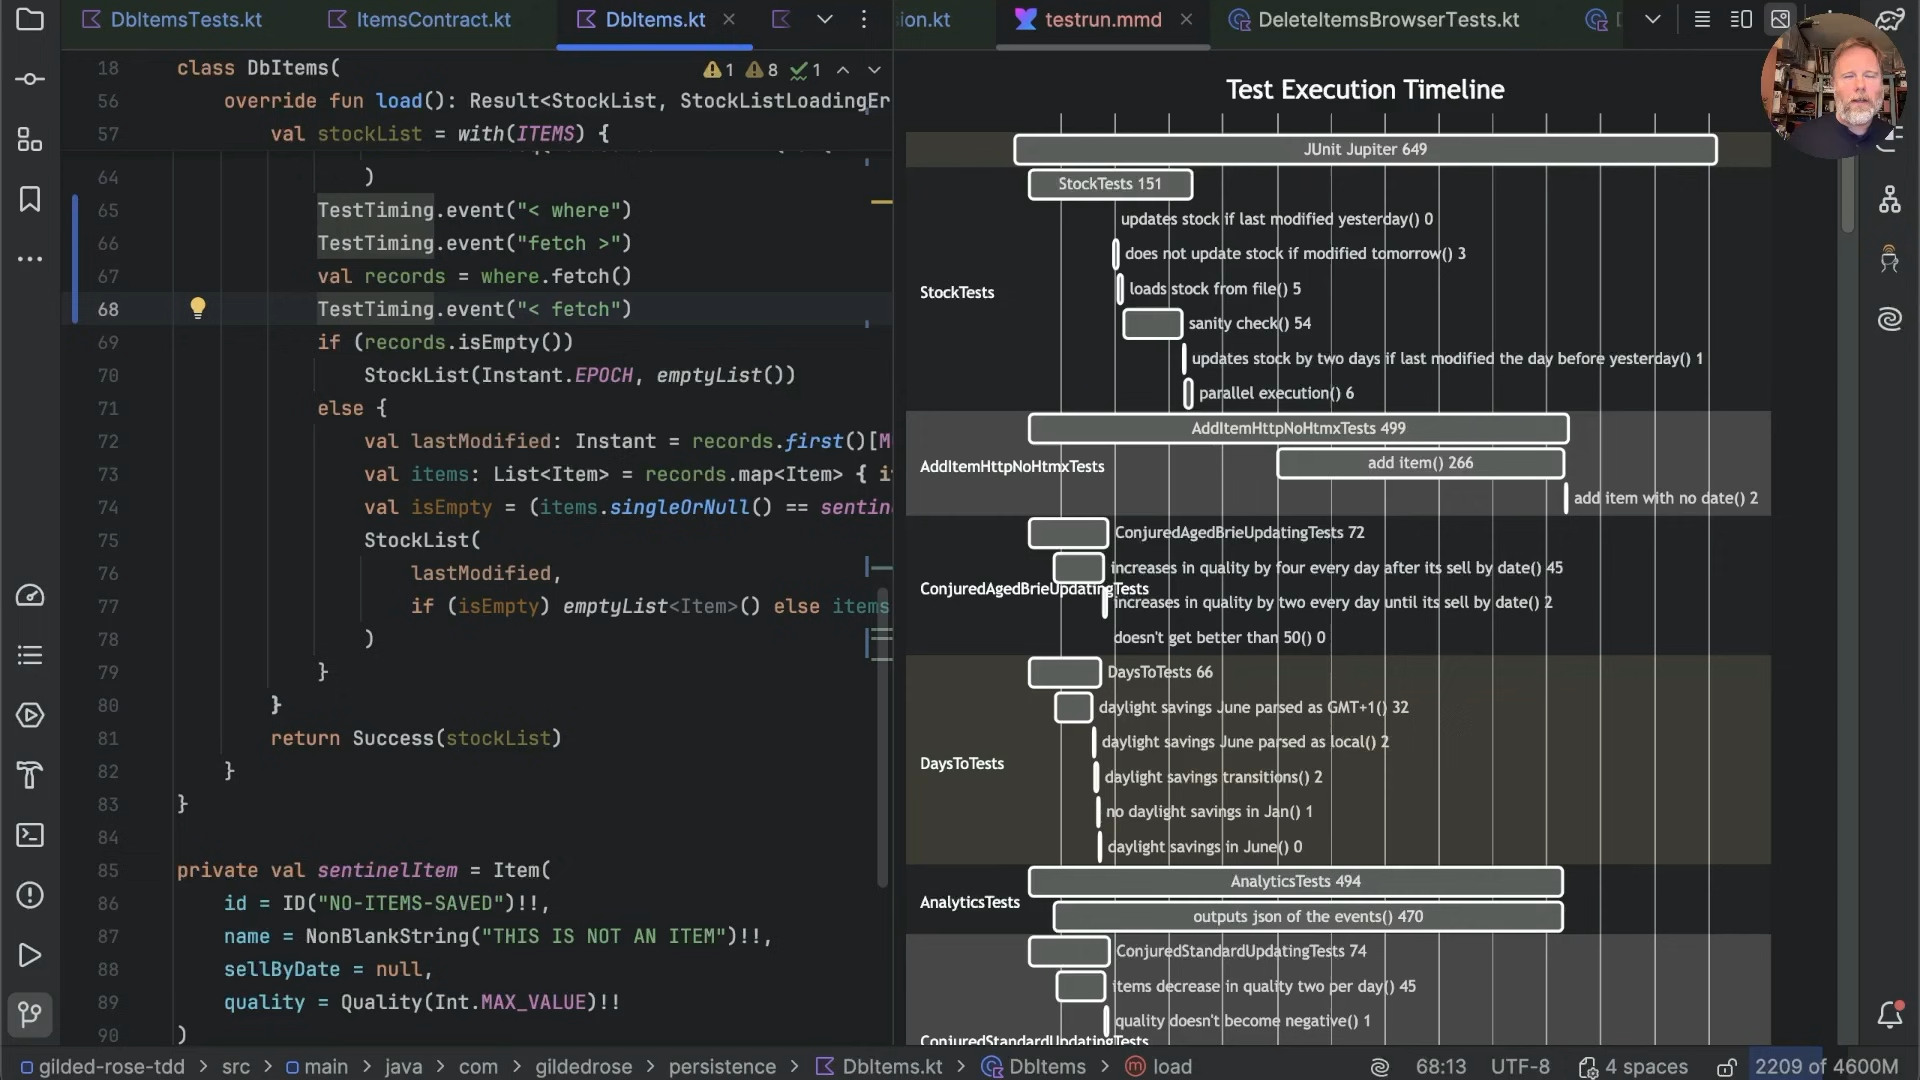 DbItemsTests.kt
ItemsContract.kt
DbItems.kt
ion.kt
testrun.mmd
DeleteItemsBrowserTests.kt
18 class DbItems(
1 8 1
56 override fun load(): Result<StockList, StockListLoadingEr
57 val stockList = with(ITEMS) {
64 )
65 TestTiming.event("< where")
66 TestTiming.event("fetch >")
67 val records = where.fetch()
68 TestTiming.event("< fetch")
69 if (records.isEmpty())
70 StockList(Instant.EPOCH, emptyList())
71 else {
72 val lastModified: Instant = records.first()[M
73 val items: List<Item> = records.map<Item> { i
74 val isEmpty = (items.singleOrNull() == sentin
75 StockList(
76 lastModified,
77 if (isEmpty) emptyList<Item>() else items
78 )
79 }
80 }
81 return Success(stockList)
82 }
83 }
84
85 private val sentinelItem = Item(
86 id = ID("NO-ITEMS-SAVED")!!,
87 name = NonBlankString("THIS IS NOT AN ITEM")!!,
88 sellByDate = null,
89 quality = Quality(Int.MAX_VALUE)!!
90 )
Test Execution Timeline
JUnit Jupiter 649
StockTests 151
updates stock if last modified yesterday() 0
does not update stock if modified tomorrow() 3
StockTests
loads stock from file() 5
sanity check() 54
updates stock by two days if last modified the day before yesterday() 1
parallel execution() 6
AddItemHttpNoHtmxTests 499
AddItemHttpNoHtmxTests
add item() 266
add item with no date() 2
ConjuredAgedBrieUpdatingTests 72
increases in quality by four every day after its sell by date() 45
ConjuredAgedBrieUpdatingTests
increases in quality by two every day until its sell by date() 2
doesn't get better than 50() 0
DaysToTests 66
daylight savings June parsed as GMT+1() 32
daylight savings June parsed as local() 2
DaysToTests
daylight savings transitions() 2
no daylight savings in Jan() 1
daylight savings in June() 0
AnalyticsTests 494
AnalyticsTests
outputs json of the events() 470
ConjuredStandardUpdatingTests 74
items decrease in quality two per day() 45
quality doesn't become negative() 1
ConjuredStandardUpdatingTests
gilded-rose-tdd > src > main > java > com > gildedrose > persistence > DbItems.kt > DbItems > load
68:13 UTF-8 4 spaces 2209 of 4600M